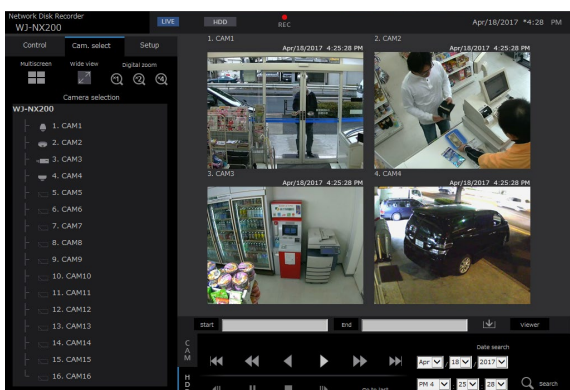 Network Disk Recorder
WJ-NX200
LIVE
HDD
REC
Apr/18/2017 *4:28 PM
Control
Cam. select
Setup
Multiscreen
Wide view
Digital zoom
Camera selection
WJ-NX200
1. CAM1
2. CAM2
3. CAM3
4. CAM4
5. CAM5
6. CAM6
7. CAM7
8. CAM8
9. CAM9
10. CAM10
11. CAM11
12. CAM12
13. CAM13
14. CAM14
15. CAM15
16. CAM16
1. CAM1
Apr/18/2017 4:25:28 PM
2. CAM2
Apr/18/2017 4:25:28 PM
3. CAM3
Apr/18/2017 4:25:28 PM
4. CAM4
Apr/18/2017 4:25:28 PM
Start
End
Viewer
CAM
HD
Date search
Apr / 18 / 2017
PM 4 : 25 : 28
Search
Go to last